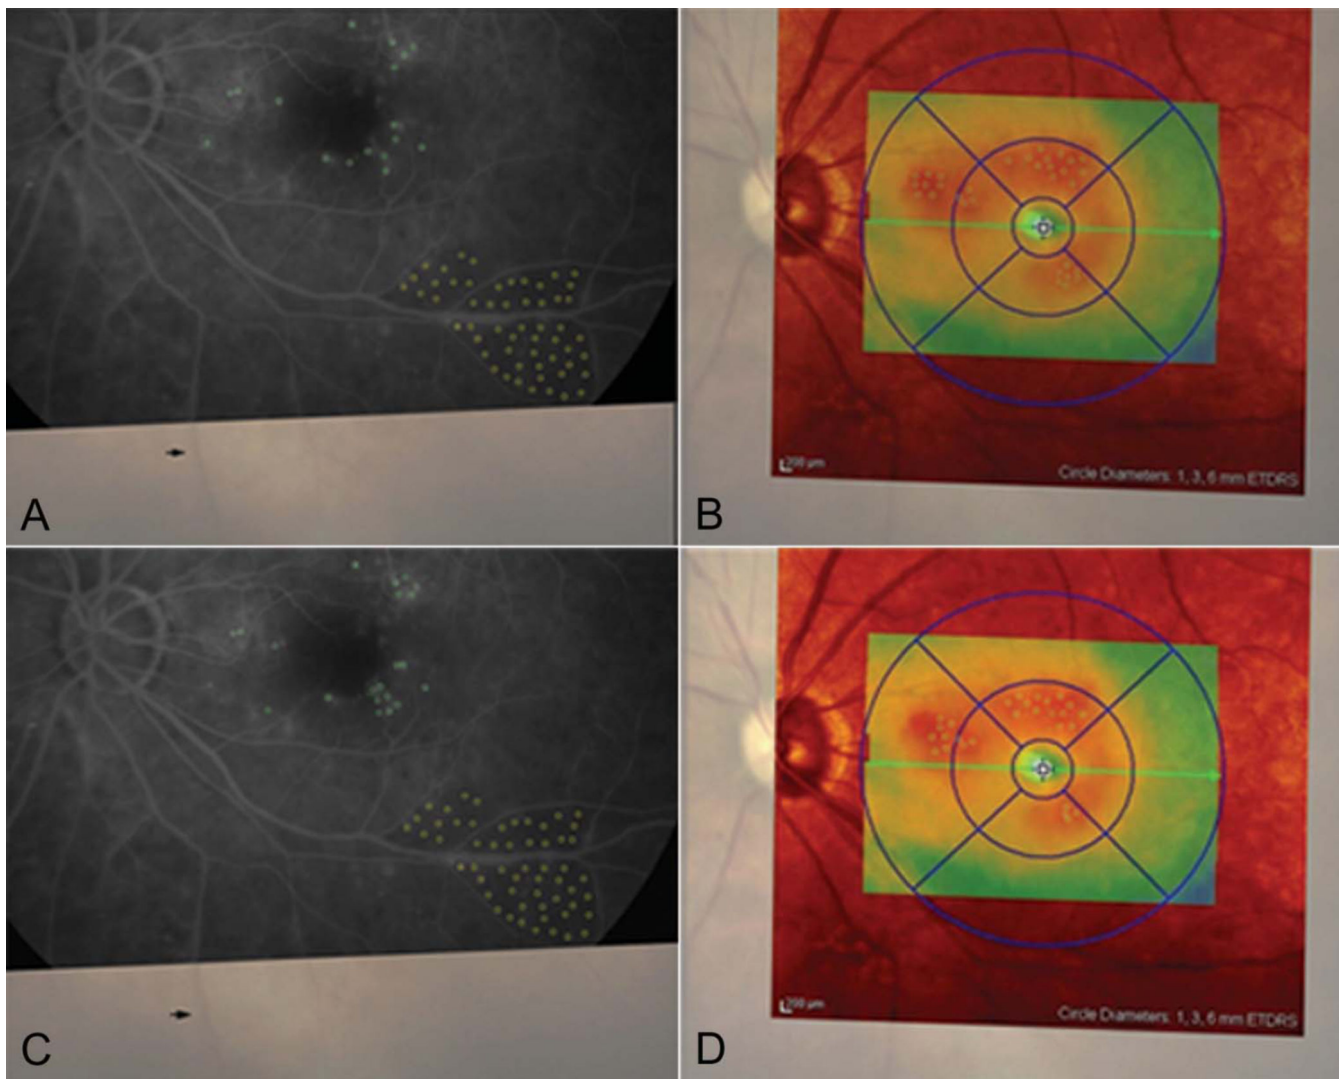 A
B
200 µm
Circle Diameters: 1, 3, 6 mm ETDRS
C
D
200 µm
Circle Diameters: 1, 3, 6 mm ETDRS